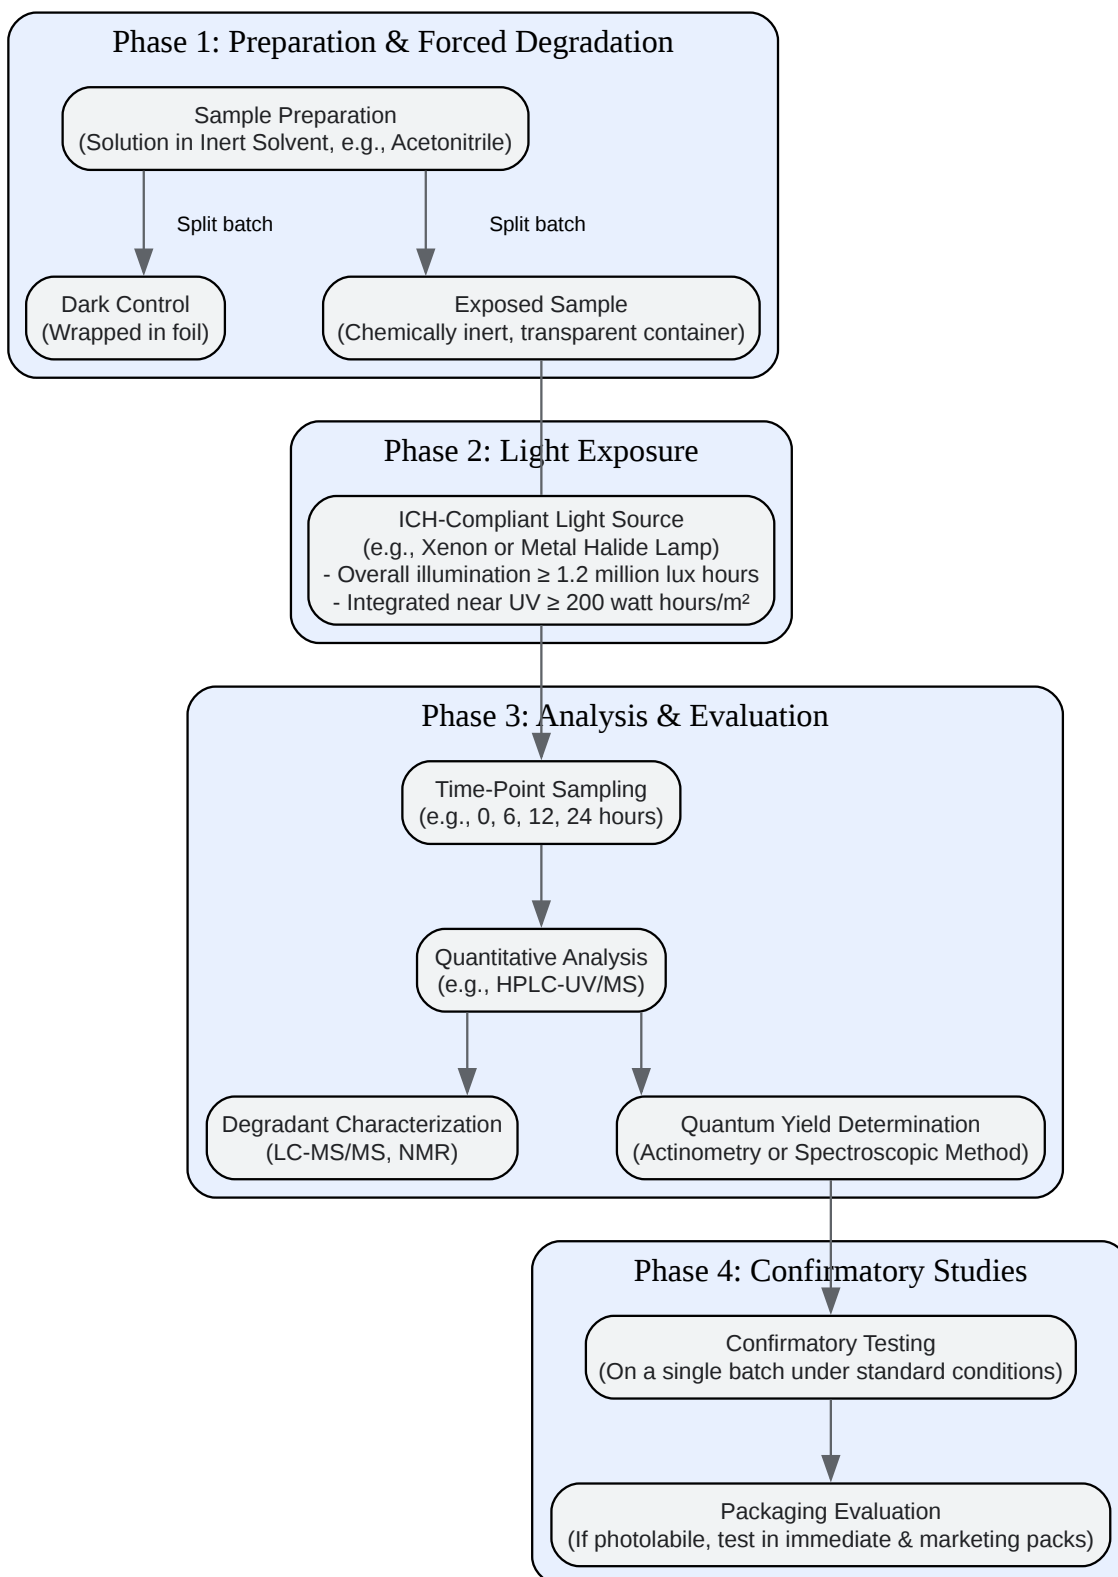 Phase 1: Preparation & Forced Degradation
Sample Preparation
(Solution in Inert Solvent, e.g., Acetonitrile)
Split batch
Split batch
Dark Control
(Wrapped in foil)
Exposed Sample
(Chemically inert, transparent container)
Phase 2: Light Exposure
ICH-Compliant Light Source
(e.g., Xenon or Metal Halide Lamp)
- Overall illumination ≥ 1.2 million lux hours
- Integrated near UV ≥ 200 watt hours/m²
Phase 3: Analysis & Evaluation
Time-Point Sampling
(e.g., 0, 6, 12, 24 hours)
Quantitative Analysis
(e.g., HPLC-UV/MS)
Degradant Characterization
(LC-MS/MS, NMR)
Quantum Yield Determination
(Actinometry or Spectroscopic Method)
Phase 4: Confirmatory Studies
Confirmatory Testing
(On a single batch under standard conditions)
Packaging Evaluation
(If photolabile, test in immediate & marketing packs)